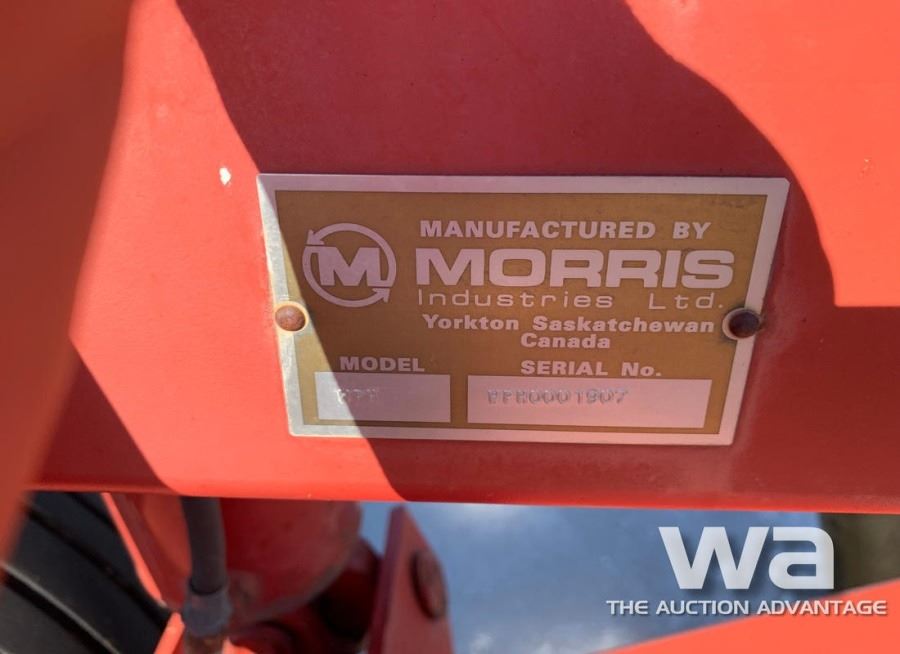 MANUFACTURED BY
M MORRIS
Industries Ltd.
Yorkton Saskatchewan
Canada
MODEL SERIAL No.
wa
THE AUCTION ADVANTAGE